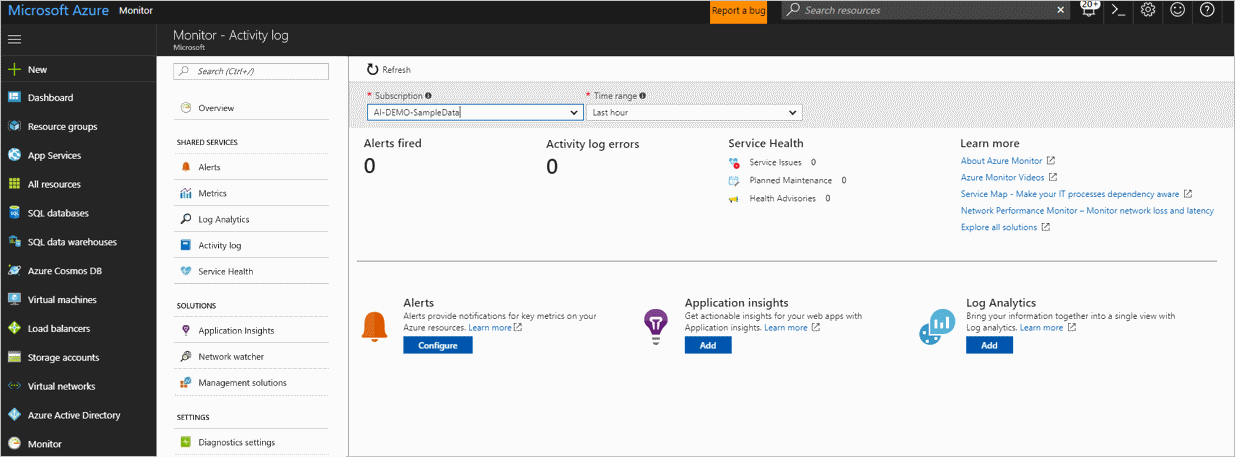 Microsoft Azure Monitor
Report a bug
Search resources
20+
Monitor - Activity log
Microsoft
New
Dashboard
Resource groups
App Services
All resources
SQL databases
SQL data warehouses
Azure Cosmos DB
Virtual machines
Load balancers
Storage accounts
Virtual networks
Azure Active Directory
Monitor
Search (Ctrl+/)
Overview
SHARED SERVICES
Alerts
Metrics
Log Analytics
Activity log
Service Health
SOLUTIONS
Application Insights
Network watcher
Management solutions
SETTINGS
Diagnostics settings
Refresh
* Subscription
AI-DEMO-SampleData
* Time range
Last hour
Alerts fired
0
Activity log errors
0
Service Health
Service Issues 0
Planned Maintenance 0
Health Advisories 0
Learn more
About Azure Monitor
Azure Monitor Videos
Service Map - Make your IT processes dependency aware
Network Performance Monitor – Monitor network loss and latency
Explore all solutions
Alerts
Alerts provide notifications for key metrics on your
Azure resources. Learn more
Configure
Application insights
Get actionable insights for your web apps with
Application insights. Learn more
Add
Log Analytics
Bring your information together into a single view with
Log analytics. Learn more
Add